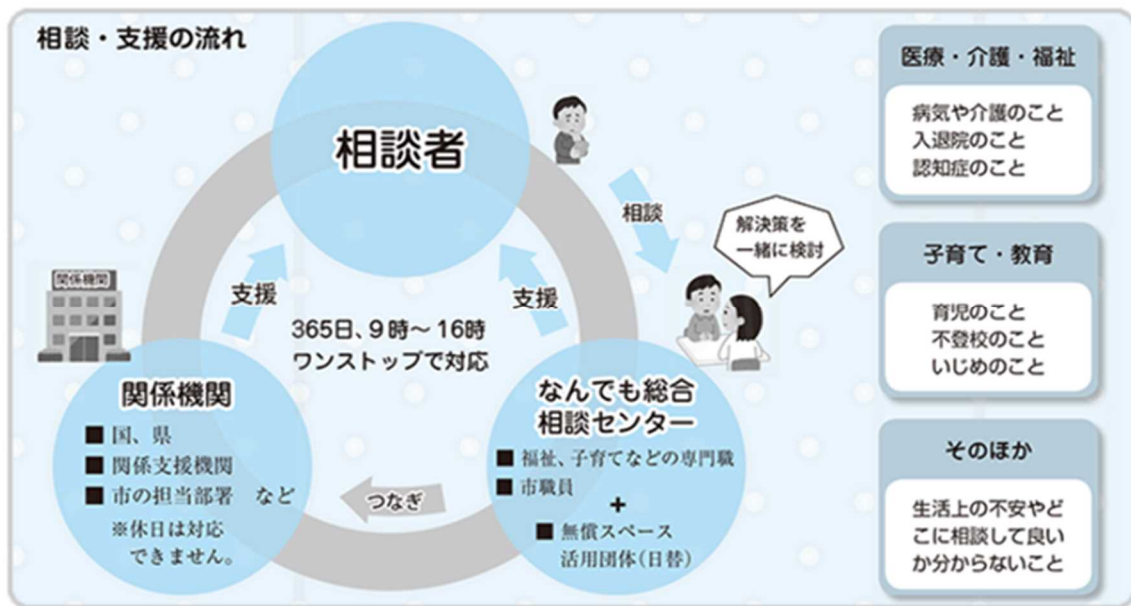 相談・支援の流れ
相談者
相談
解決策を
一緒に検討
関係機関
支援
支援
365日、9時～16時
ワンストップで対応
関係機関
■ 国、県
■ 関係支援機関
■ 市の担当部署 など
※休日は対応
できません。
つなぎ
なんでも総合
相談センター
■ 福祉、子育てなどの専門職
■ 市職員
+
■ 無償スペース
活用団体(日替)
医療・介護・福祉
病気や介護のこと
入退院のこと
認知症のこと
子育て・教育
育児のこと
不登校のこと
いじめのこと
そのほか
生活上の不安やど
こに相談して良い
か分からないこと